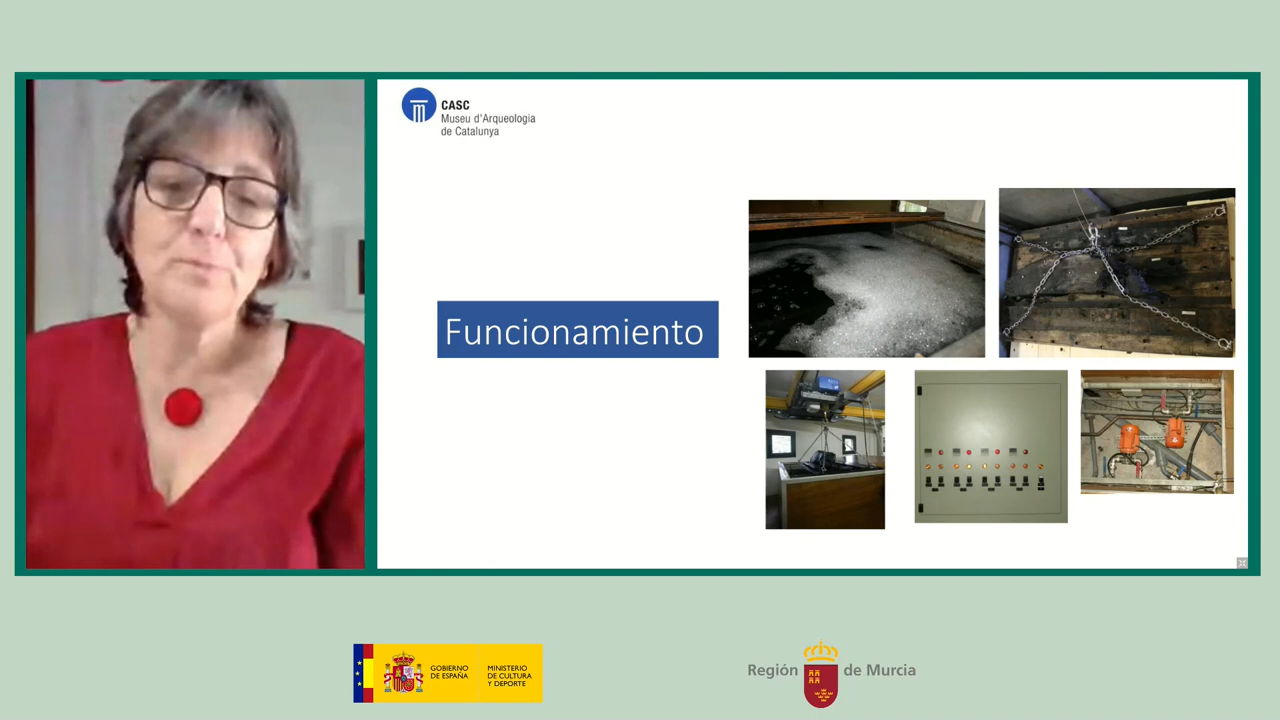 CASC
Museu d'Arqueologia
de Catalunya
Funcionamiento
GOBIERNO
DE ESPAÑA
MINISTERIO
DE CULTURA
Y DEPORTE
Región de Murcia